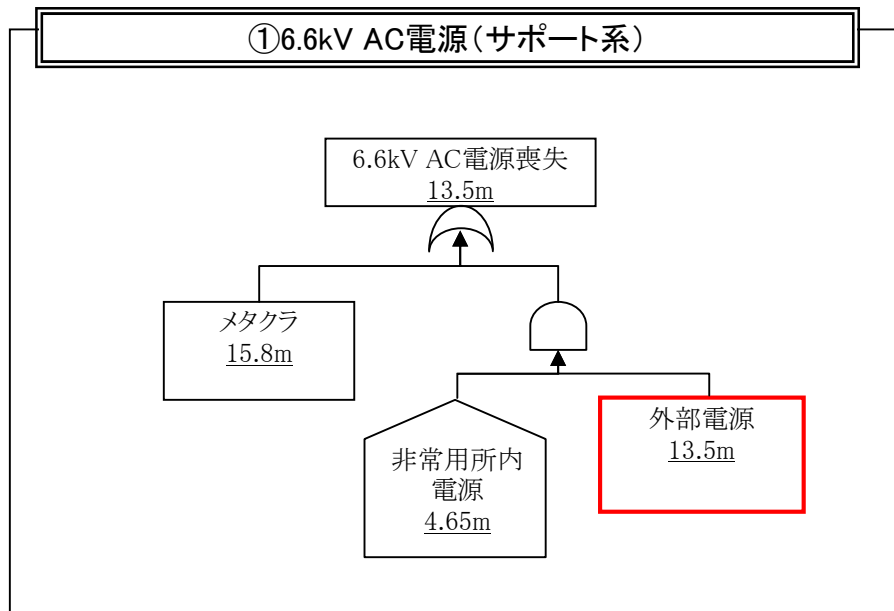 ①6.6kV AC電源(サポート系)
6.6kV AC電源喪失
13.5m
メタクラ
15.8m
外部電源
13.5m
非常用所内
電源
4.65m